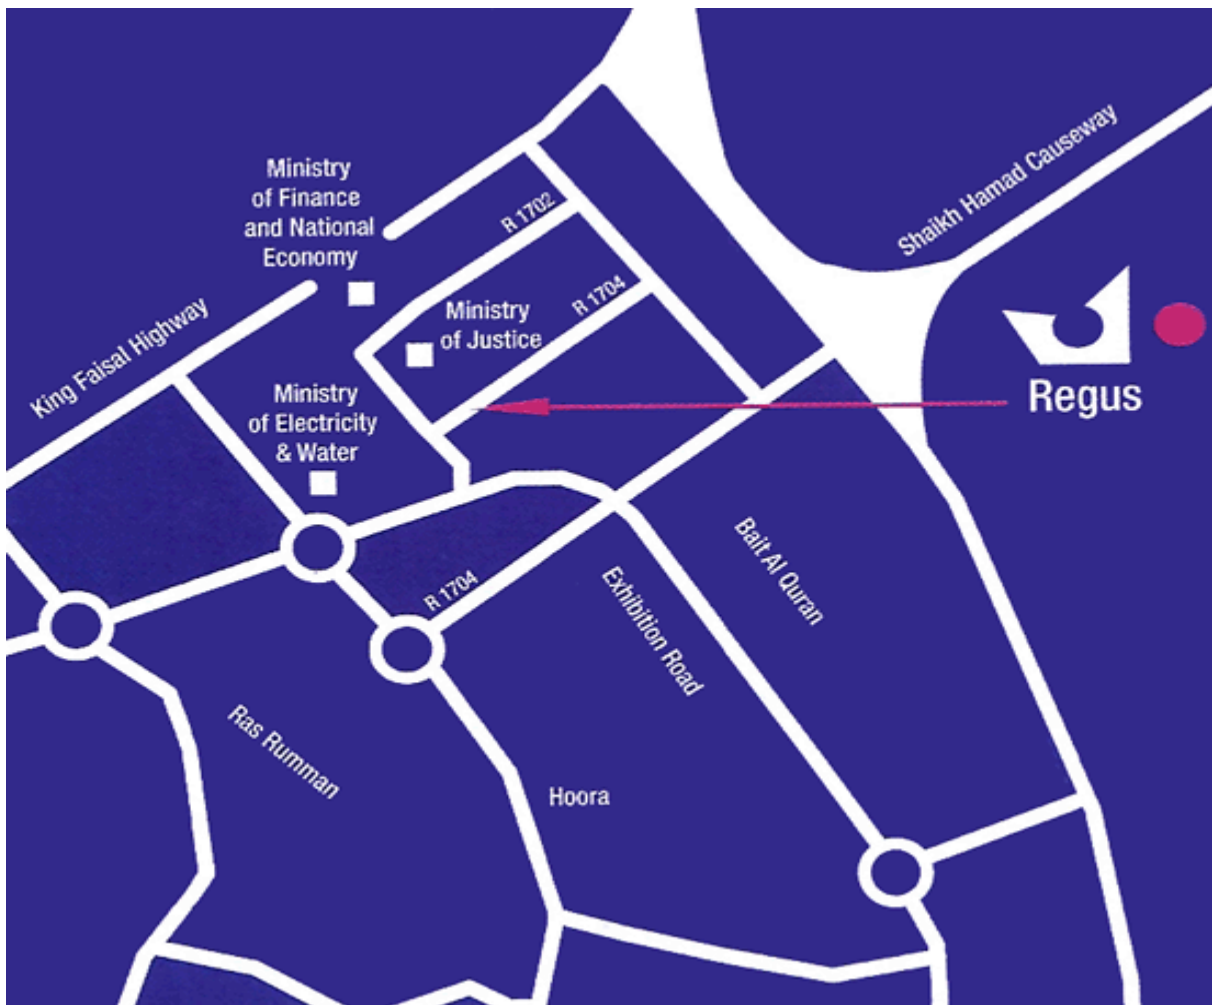 Ministry
of Finance
and National
Economy
R 1702
Shaikh Hamad Causeway
King Faisal Highway
Ministry
of Justice
R 1704
Regus
Ministry
of Electricity
& Water
R 1704
Bait Al Quran
Exhibition Road
Ras Rumman
Hoora